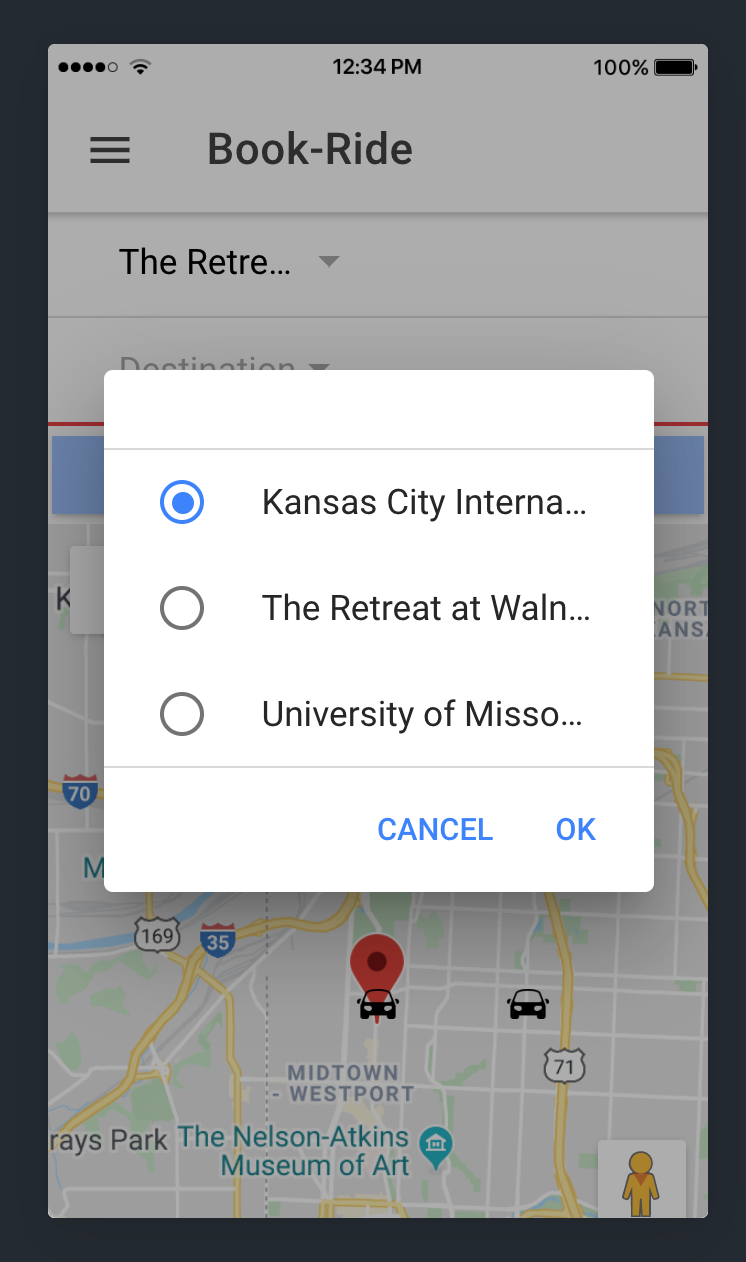 12:34 PM
100%
Book-Ride
The Retre...
Destination
Kansas City Interna...
The Retreat at Waln...
University of Misso...
CANCEL
OK
K
NORT
KANSA
70
M
169
35
71
MIDTOWN
- WESTPORT
rays Park
The Nelson-Atkins
Museum of Art